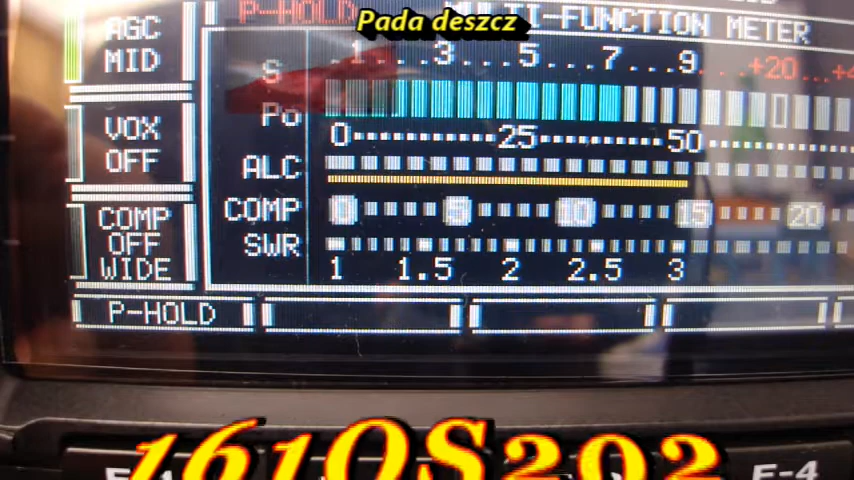 Pada deszcz
P-HOLD MULTI-FUNCTION METER
AGC
MID
S .1...3...5...7...9...+20...+4
VOX
OFF
Po
0 25 50
ALC
COMP
OFF
WIDE
COMP 0 5 10 15 20
SWR
1 1.5 2 2.5 3
P-HOLD
161OS202
F-4